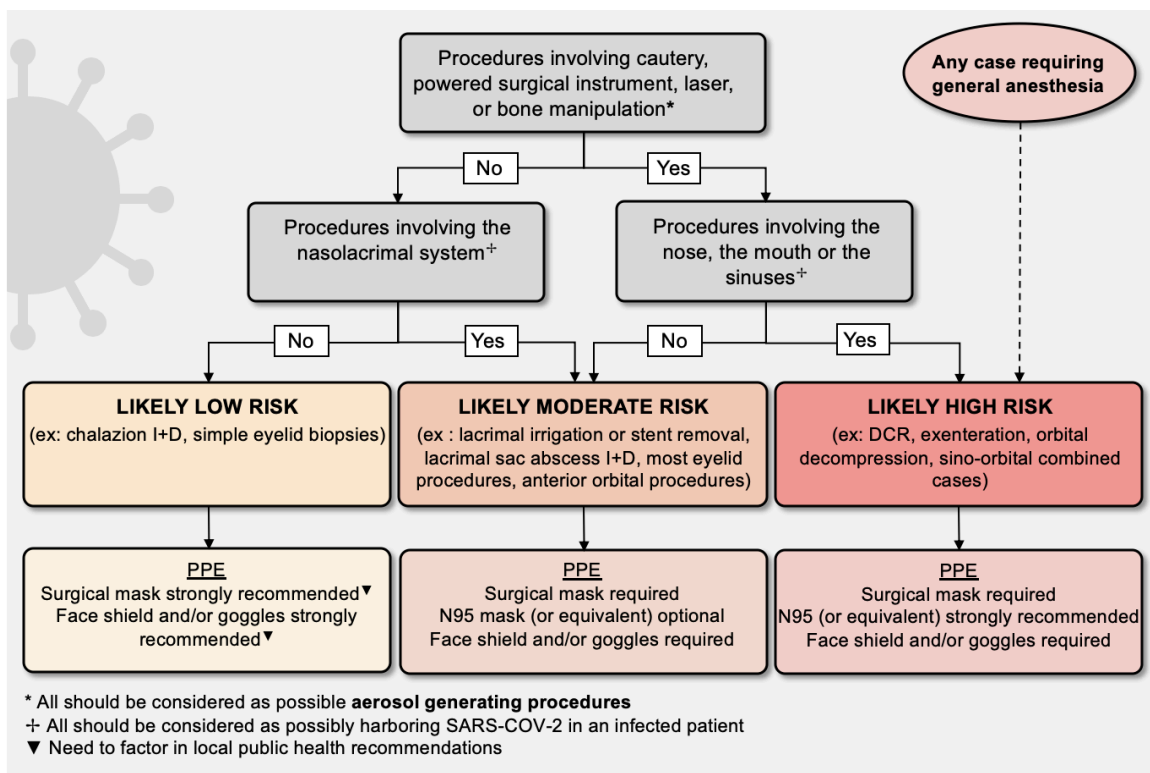 Procedures involving cautery,
powered surgical instrument, laser,
or bone manipulation*
Any case requiring
general anesthesia
No
Yes
Procedures involving the
nasolacrimal system✢
Procedures involving the
nose, the mouth or the
sinuses✢
No
Yes
No
Yes
LIKELY LOW RISK
(ex: chalazion I+D, simple eyelid biopsies)
LIKELY MODERATE RISK
(ex : lacrimal irrigation or stent removal,
lacrimal sac abscess I+D, most eyelid
procedures, anterior orbital procedures)
LIKELY HIGH RISK
(ex: DCR, exenteration, orbital
decompression, sino-orbital combined
cases)
PPE
Surgical mask strongly recommended▼
Face shield and/or goggles strongly
recommended▼
PPE
Surgical mask required
N95 mask (or equivalent) optional
Face shield and/or goggles required
PPE
Surgical mask required
N95 (or equivalent) strongly recommended
Face shield and/or goggles required
* All should be considered as possible aerosol generating procedures
✢ All should be considered as possibly harboring SARS-COV-2 in an infected patient
▼ Need to factor in local public health recommendations